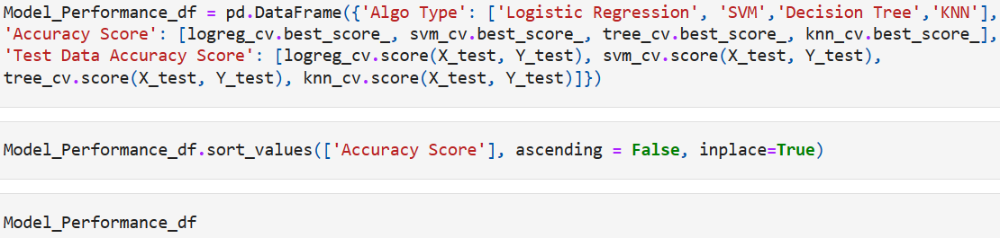 Model_Performance_df = pd.DataFrame({'Algo Type': ['Logistic Regression', 'SVM','Decision Tree','KNN'],
'Accuracy Score': [logreg_cv.best_score_, svm_cv.best_score_, tree_cv.best_score_, knn_cv.best_score_],
'Test Data Accuracy Score': [logreg_cv.score(X_test, Y_test), svm_cv.score(X_test, Y_test),
tree_cv.score(X_test, Y_test), knn_cv.score(X_test, Y_test)]})
Model_Performance_df.sort_values(['Accuracy Score'], ascending = False, inplace=True)
Model_Performance_df